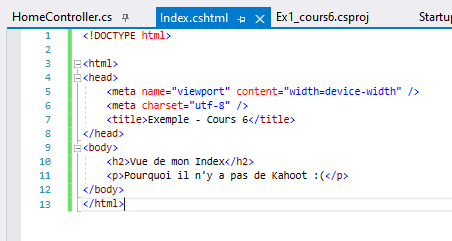 HomeController.cs Index.cshtml Ex1_cours6.csproj Startup
1 <!DOCTYPE html>
2
3 <html>
4 <head>
5 <meta name="viewport" content="width=device-width" />
6 <meta charset="utf-8" />
7 <title>Exemple - Cours 6</title>
8 </head>
9 <body>
10 <h2>Vue de mon Index</h2>
11 <p>Pourquoi il n'y a pas de Kahoot :(</p>
12 </body>
13 </html>